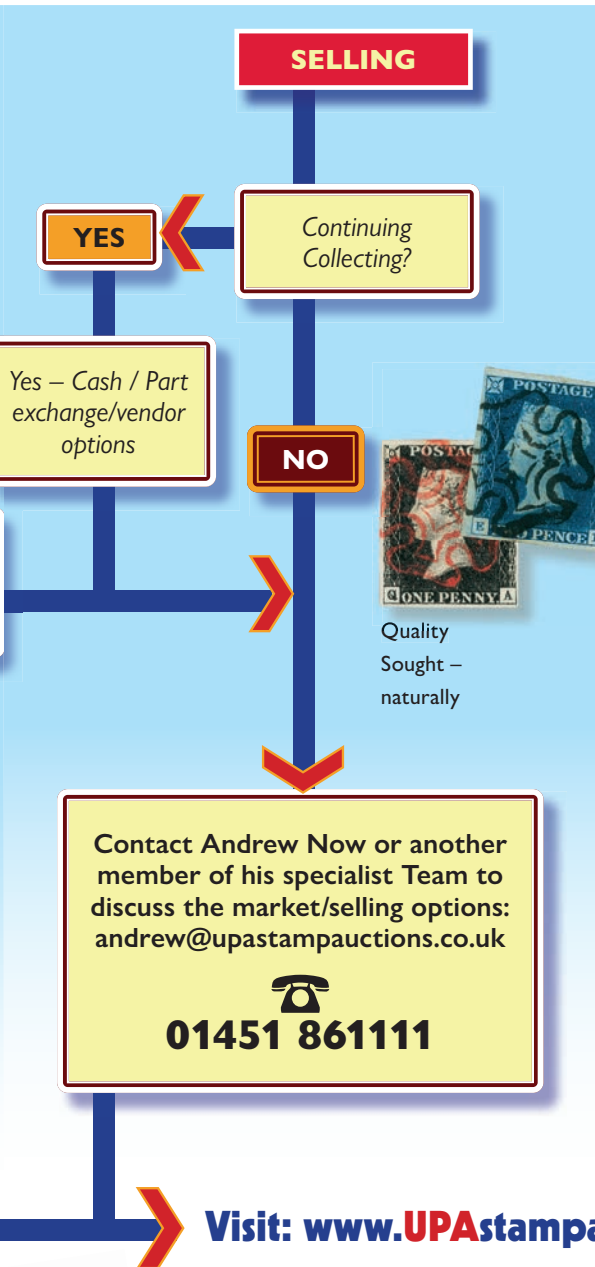 SELLING
Continuing
Collecting?
YES
Yes – Cash / Part
exchange/vendor
options
NO
POSTAGE
E
PENCE
POSTAG
Q
ONE PENNY
A
Quality
Sought –
naturally
Contact Andrew Now or another
member of his specialist Team to
discuss the market/selling options:
andrew@upastampauctions.co.uk
01451 861111
Visit: www.UPAstampa